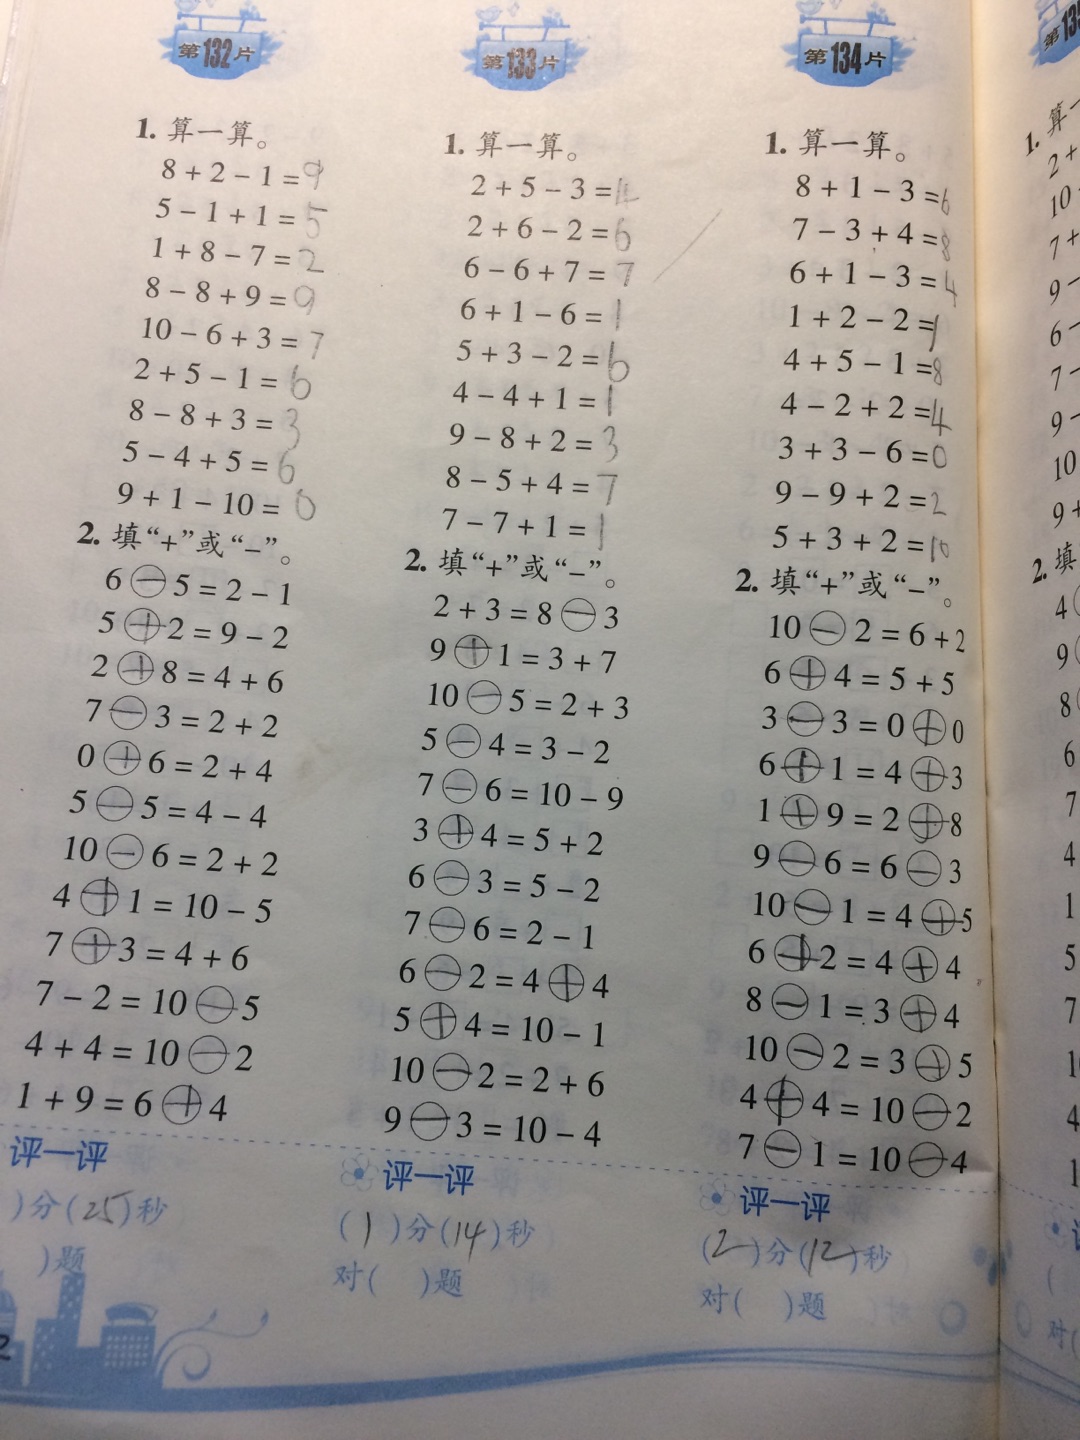 第132片
1. 算一算。
8 + 2 - 1 = 9
5 - 1 + 1 = 5
1 + 8 - 7 = 2
8 - 8 + 9 = 9
10 - 6 + 3 = 7
2 + 5 - 1 = 6
8 - 8 + 3 = 3
5 - 4 + 5 = 6
9 + 1 - 10 = 0
2. 填“+”或“-”。
6 - 5 = 2 - 1
5 + 2 = 9 - 2
2 + 8 = 4 + 6
7 - 3 = 2 + 2
0 + 6 = 2 + 4
5 - 5 = 4 - 4
10 - 6 = 2 + 2
4 + 1 = 10 - 5
7 + 3 = 4 + 6
7 - 2 = 10 - 5
4 + 4 = 10 - 2
1 + 9 = 6 + 4
评一评
)分(25)秒
)题
第133片
1. 算一算。
2 + 5 - 3 = 4
2 + 6 - 2 = 6
6 - 6 + 7 = 7
6 + 1 - 6 = 1
5 + 3 - 2 = 6
4 - 4 + 1 = 1
9 - 8 + 2 = 3
8 - 5 + 4 = 7
7 - 7 + 1 = 1
2. 填“+”或“-”。
2 + 3 = 8 - 3
9 + 1 = 3 + 7
10 - 5 = 2 + 3
5 - 4 = 3 - 2
7 - 6 = 10 - 9
3 + 4 = 5 + 2
6 - 3 = 5 - 2
7 - 6 = 2 - 1
6 - 2 = 4 + 4
5 + 4 = 10 - 1
10 - 2 = 2 + 6
9 - 3 = 10 - 4
评一评
(1)分(14)秒
对( )题
第134片
1. 算一算。
8 + 1 - 3 = 6
7 - 3 + 4 = 8
6 + 1 - 3 = 4
1 + 2 - 2 = 1
4 + 5 - 1 = 8
4 - 2 + 2 = 4
3 + 3 - 6 = 0
9 - 9 + 2 = 2
5 + 3 + 2 = 10
2. 填“+”或“-”。
10 - 2 = 6 + 2
6 + 4 = 5 + 5
3 - 3 = 0 + 0
6 + 1 = 4 + 3
1 + 9 = 2 + 8
9 - 6 = 6 - 3
10 - 1 = 4 + 5
6 + 2 = 4 + 4
8 - 1 = 3 + 4
10 - 2 = 3 + 5
4 + 4 = 10 - 2
7 - 1 = 10 - 4
评一评
(2)分(12)秒
对( )题
1. 算一
2 +
10
7 +
9 -
6 -
7 -
9 -
10
9 +
2. 填
4
9
8
6
7
4
1
5
7
4
对(